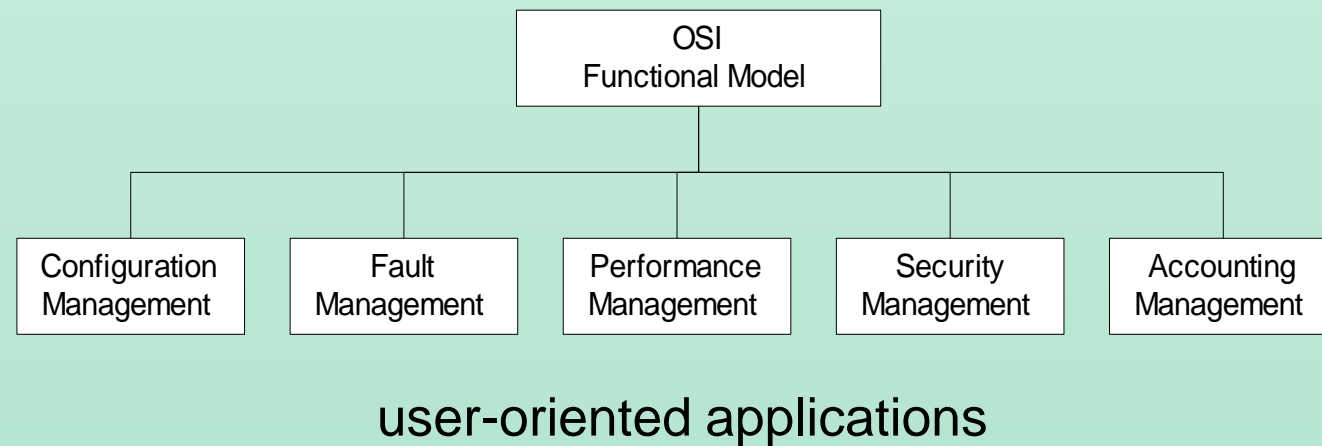 OSI
Functional Model
Configuration
Management
Fault
Management
Performance
Management
Security
Management
Accounting
Management
user-oriented applications